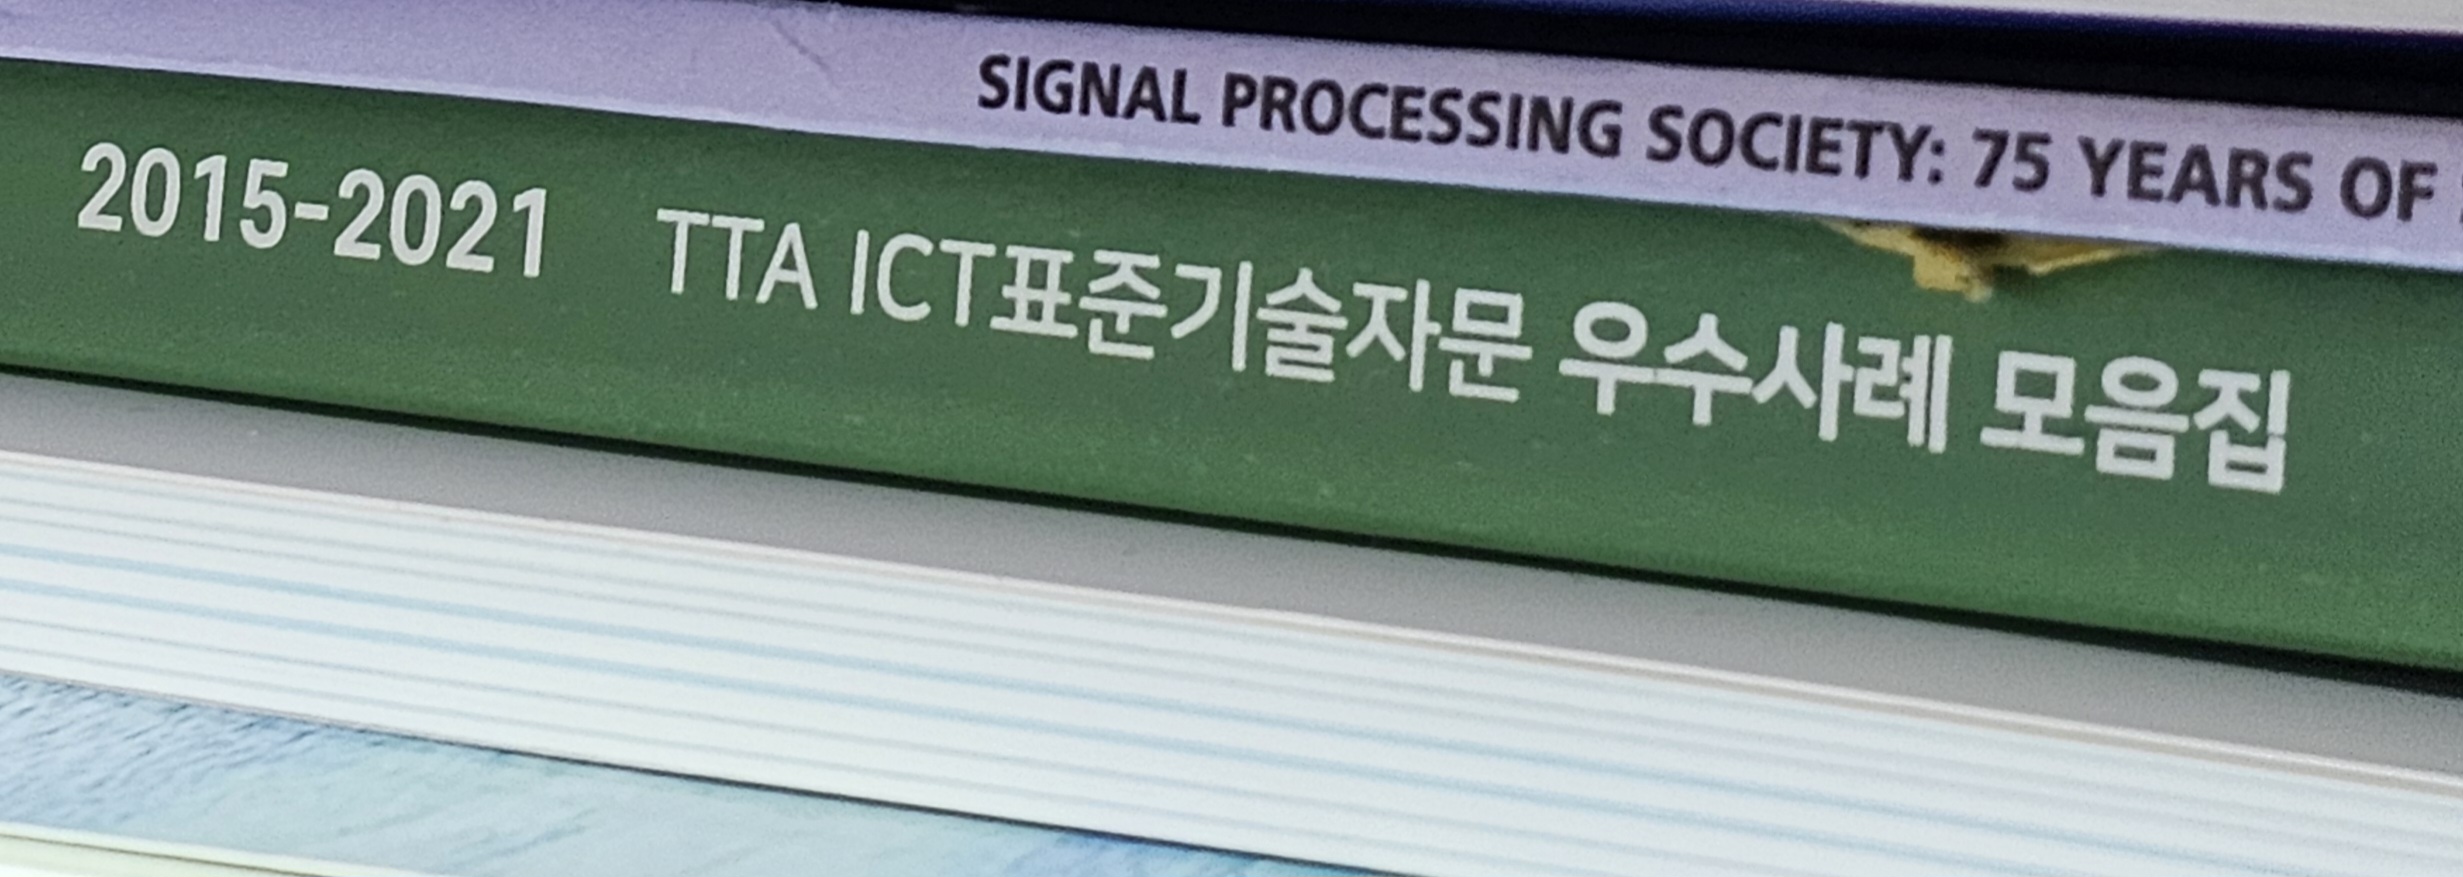 SIGNAL PROCESSING SOCIETY: 75 YEARS OF
2015-2021 TTA ICT표준기술자문 우수사례 모음집